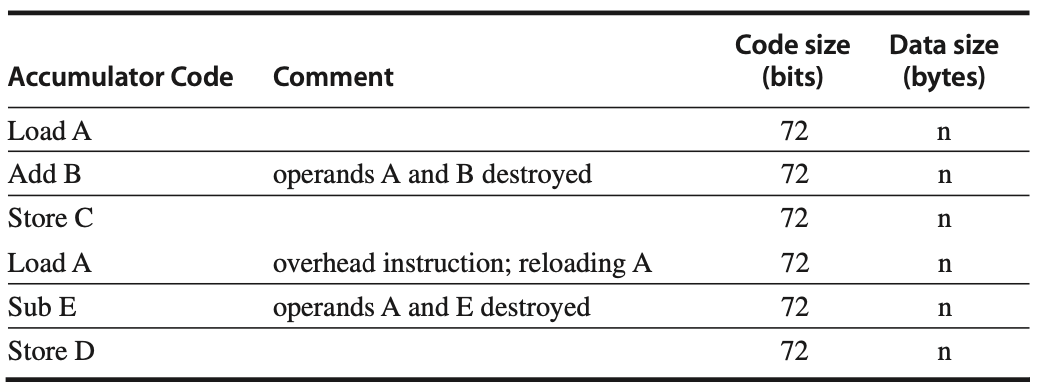 Accumulator Code Comment Code size (bits) Data size (bytes)
Load A 72 n
Add B operands A and B destroyed 72 n
Store C 72 n
Load A overhead instruction; reloading A 72 n
Sub E operands A and E destroyed 72 n
Store D 72 n